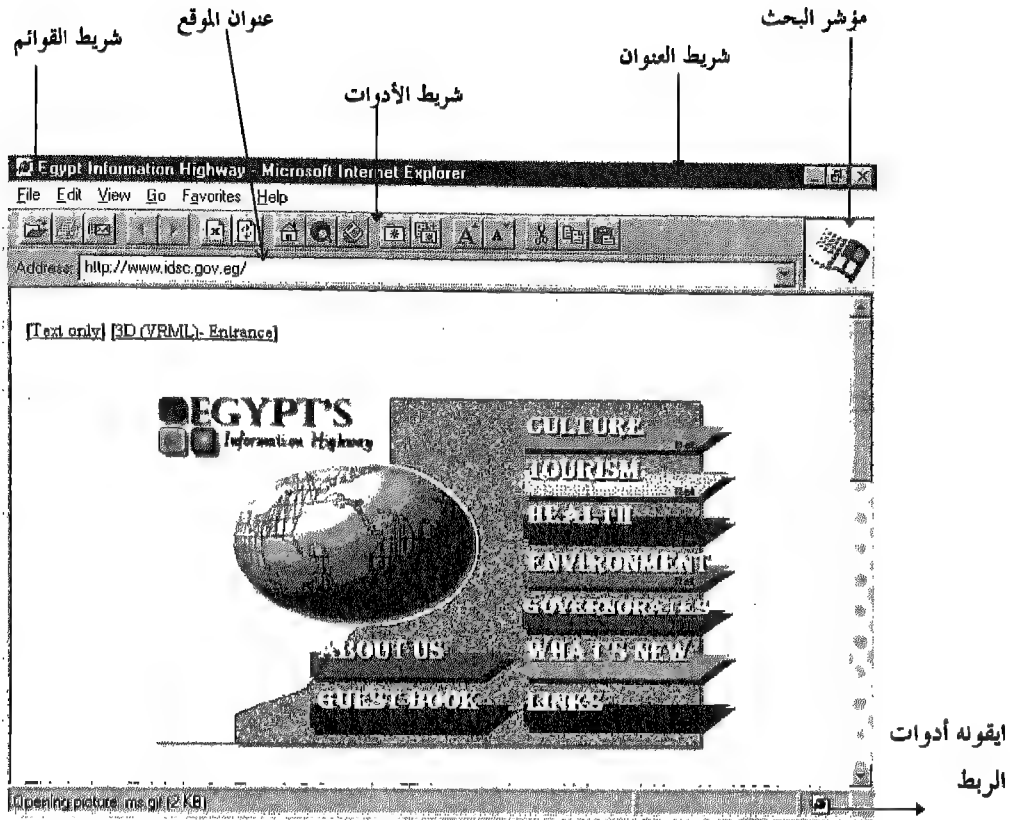 مؤشر البحث
عنوان الموقع
شريط القوائم
شريط العنوان
شريط الأدوات
Egypt Information Highway - Microsoft Internet Explorer
File Edit View Go Favorites Help
Address: http://www.idsc.gov.eg/
[Text only] [3D (VRML)- Entrance]
EGYPT'S
Information Highway
CULTURE
TOURISM
HEALTH
ENVIRONMENT
GOVERNORATES
ABOUT US
WHAT'S NEW
GUEST-BOOK
LINKS
ايقونه أدوات
الربط
Opening picture: ms.gif (2 KB)